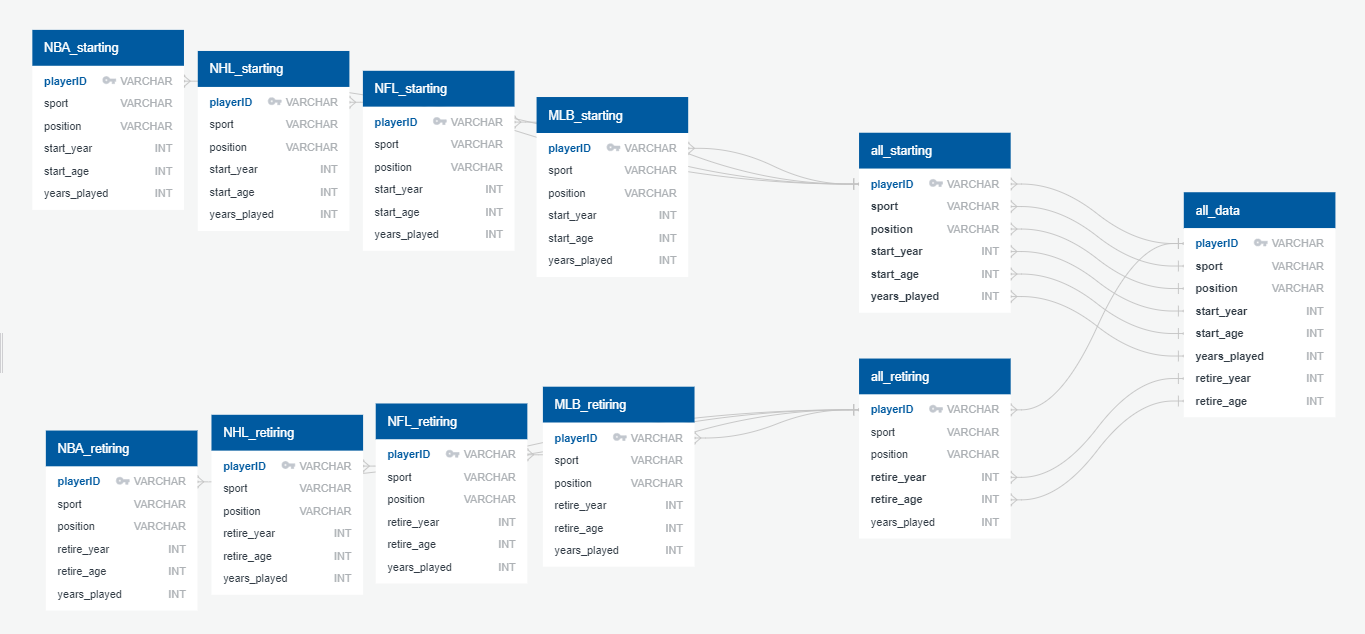 NBA_starting
playerID VARCHAR
sport VARCHAR
position VARCHAR
start_year INT
start_age INT
years_played INT
NHL_starting
playerID VARCHAR
sport VARCHAR
position VARCHAR
start_year INT
start_age INT
years_played INT
NFL_starting
playerID VARCHAR
sport VARCHAR
position VARCHAR
start_year INT
start_age INT
years_played INT
MLB_starting
playerID VARCHAR
sport VARCHAR
position VARCHAR
start_year INT
start_age INT
years_played INT
all_starting
playerID VARCHAR
sport VARCHAR
position VARCHAR
start_year INT
start_age INT
years_played INT
all_data
playerID VARCHAR
sport VARCHAR
position VARCHAR
start_year INT
start_age INT
years_played INT
retire_year INT
retire_age INT
NBA_retiring
playerID VARCHAR
sport VARCHAR
position VARCHAR
retire_year INT
retire_age INT
years_played INT
NHL_retiring
playerID VARCHAR
sport VARCHAR
position VARCHAR
retire_year INT
retire_age INT
years_played INT
NFL_retiring
playerID VARCHAR
sport VARCHAR
position VARCHAR
retire_year INT
retire_age INT
years_played INT
MLB_retiring
playerID VARCHAR
sport VARCHAR
position VARCHAR
retire_year INT
retire_age INT
years_played INT
all_retiring
playerID VARCHAR
sport VARCHAR
position VARCHAR
retire_year INT
retire_age INT
years_played INT